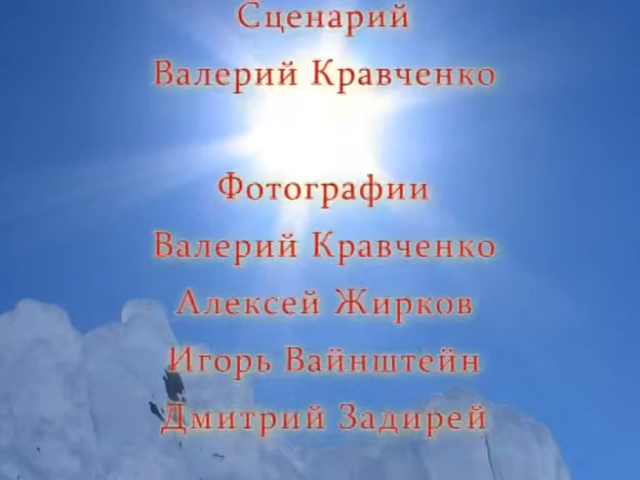 Сценарий
Валерий Кравченко
Фотографии
Валерий Кравченко
Алексей Жирков
Игорь Вайнштейн
Дмитрий Задирей